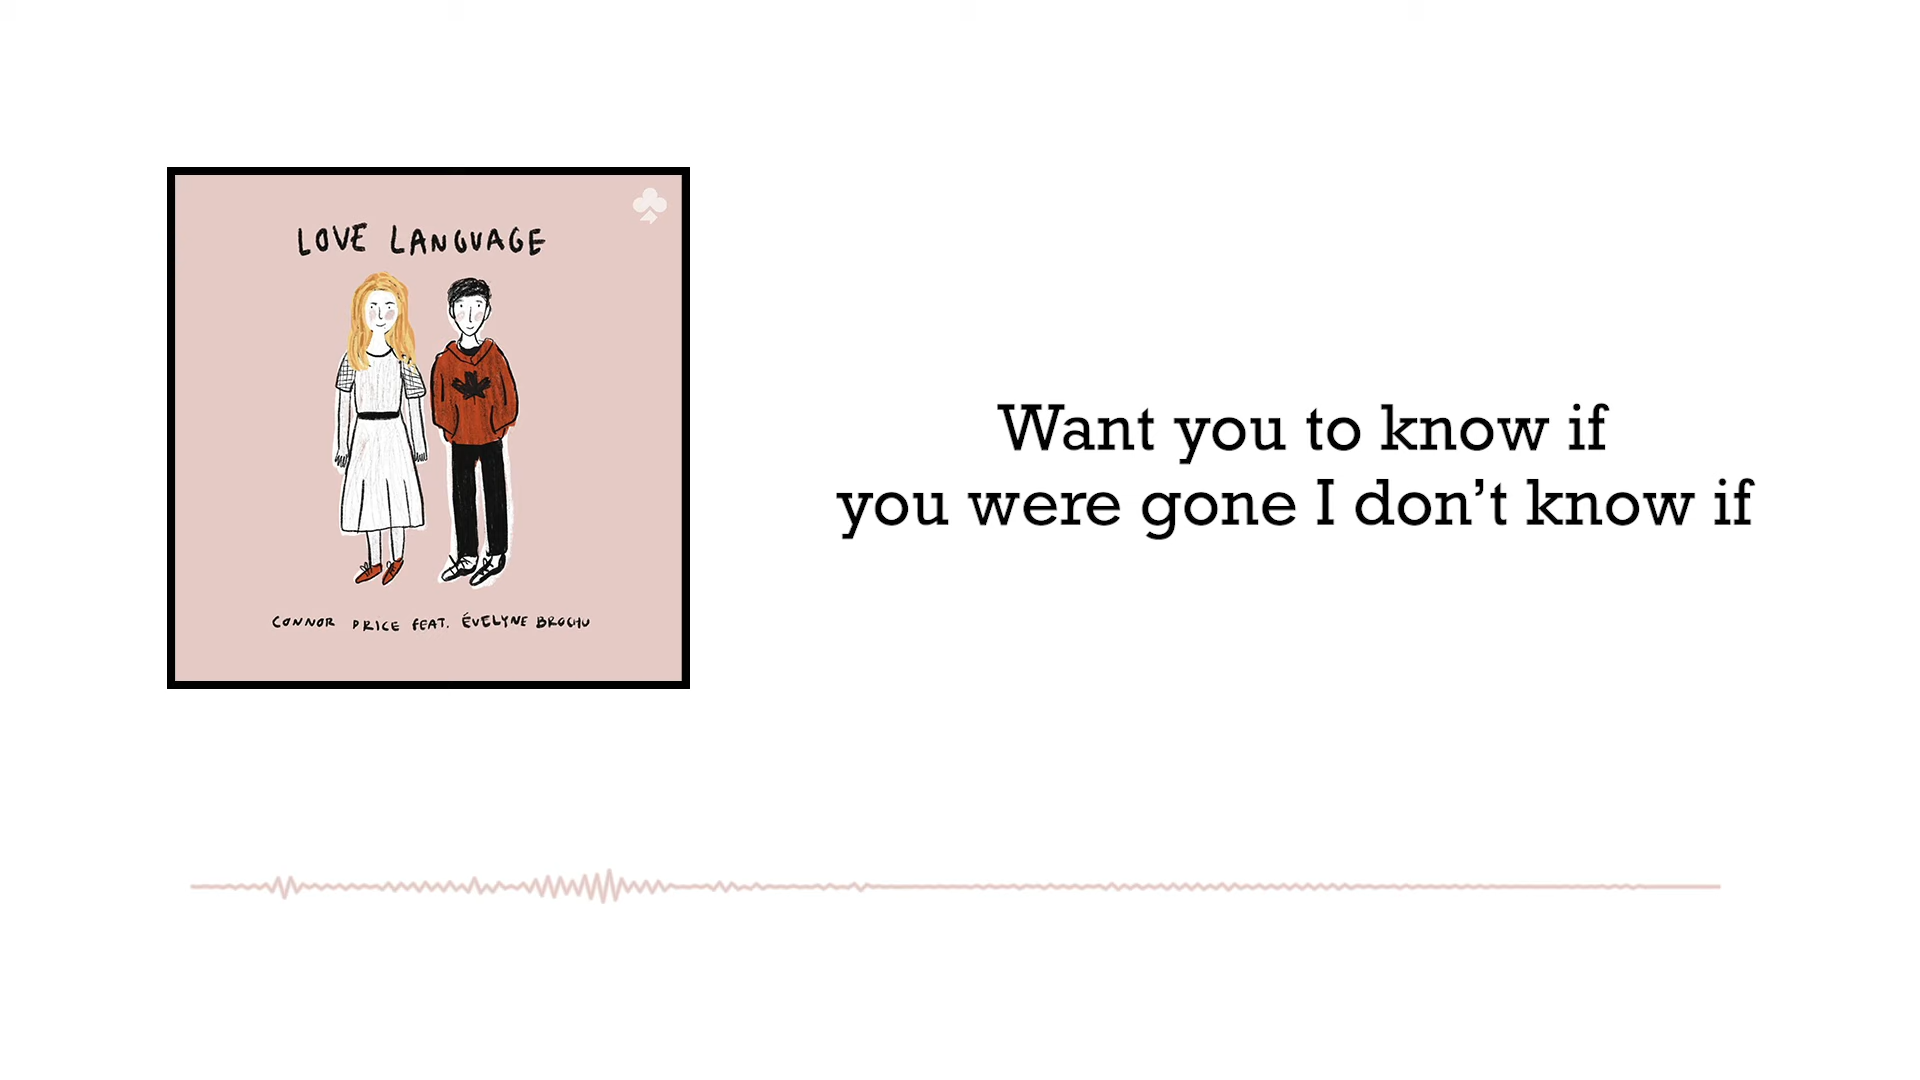 LOVE LANGUAGE
CONNOR PRICE FEAT. ÉVELYNE BROCHU
Want you to know if
you were gone I don’t know if